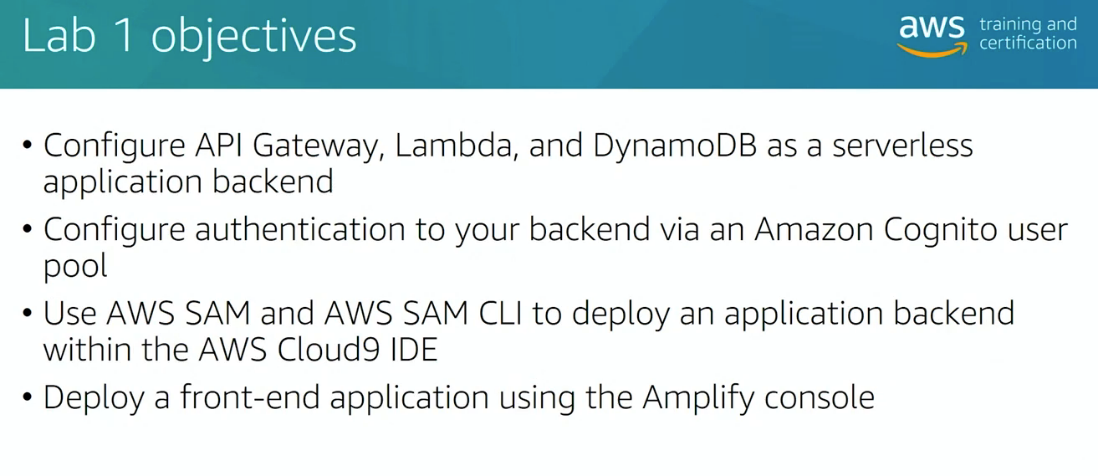 Lab 1 objectives
aws training and
certification
• Configure API Gateway, Lambda, and DynamoDB as a serverless
application backend
• Configure authentication to your backend via an Amazon Cognito user
pool
• Use AWS SAM and AWS SAM CLI to deploy an application backend
within the AWS Cloud9 IDE
• Deploy a front-end application using the Amplify console